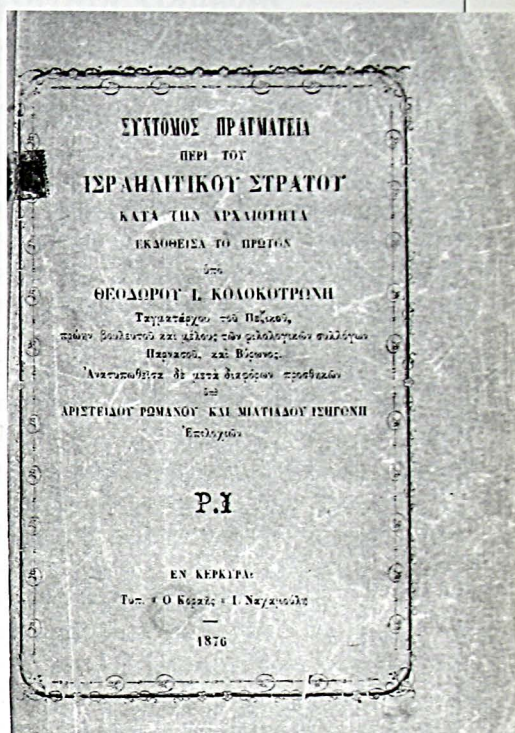 ΣΥΝΤΟΜΟΣ ΠΡΑΓΜΑΤΕΙΑ
ΠΕΡΙ ΤΟΥ
ΙΣΡΑΗΛΙΤΙΚΟΥ ΣΤΡΑΤΟΥ
ΚΑΤΑ ΤΗΝ ΑΡΧΑΙΟΤΗΤΑ
ΕΚΔΟΘΕΙΣΑ ΤΟ ΠΡΩΤΟΝ
ὑπὸ
ΘΕΟΔΩΡΟΥ Ι. ΚΟΛΟΚΟΤΡΩΝΗ
Ταγματάρχου τοῦ Πεζικοῦ,
πρώην βουλευτοῦ καὶ μέλους τῶν φιλολογικῶν συλλόγων
Παρνασοῦ, καὶ Βύρωνος.
Ἀνατυπωθεῖσα δὲ μετὰ διαφόρων προσθηκῶν
ὑπὸ
ΑΡΙΣΤΕΙΔΟΥ ΡΩΜΑΝΟΥ ΚΑΙ ΜΙΛΤΙΑΔΟΥ ΙΣΗΓΟΝΗ
Ἐπιλοχιῶν
Ρ.Ι
ΕΝ ΚΕΡΚΥΡΑ:
Τυπ. « Ο Κοραῆς » Ι. Ναχαμούλη
1876